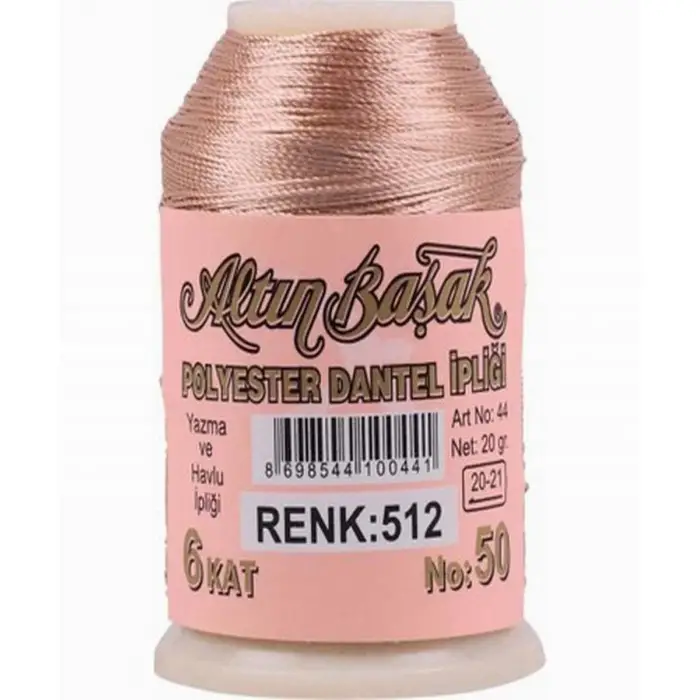 Altın Başak
POLYESTER DANTEL İPLİĞİ
Yazma
ve
Havlu
İpliği
8 698544 100441
Art No: 44
Net: 20 gr.
20-21
RENK:512
6 KAT
No: 50